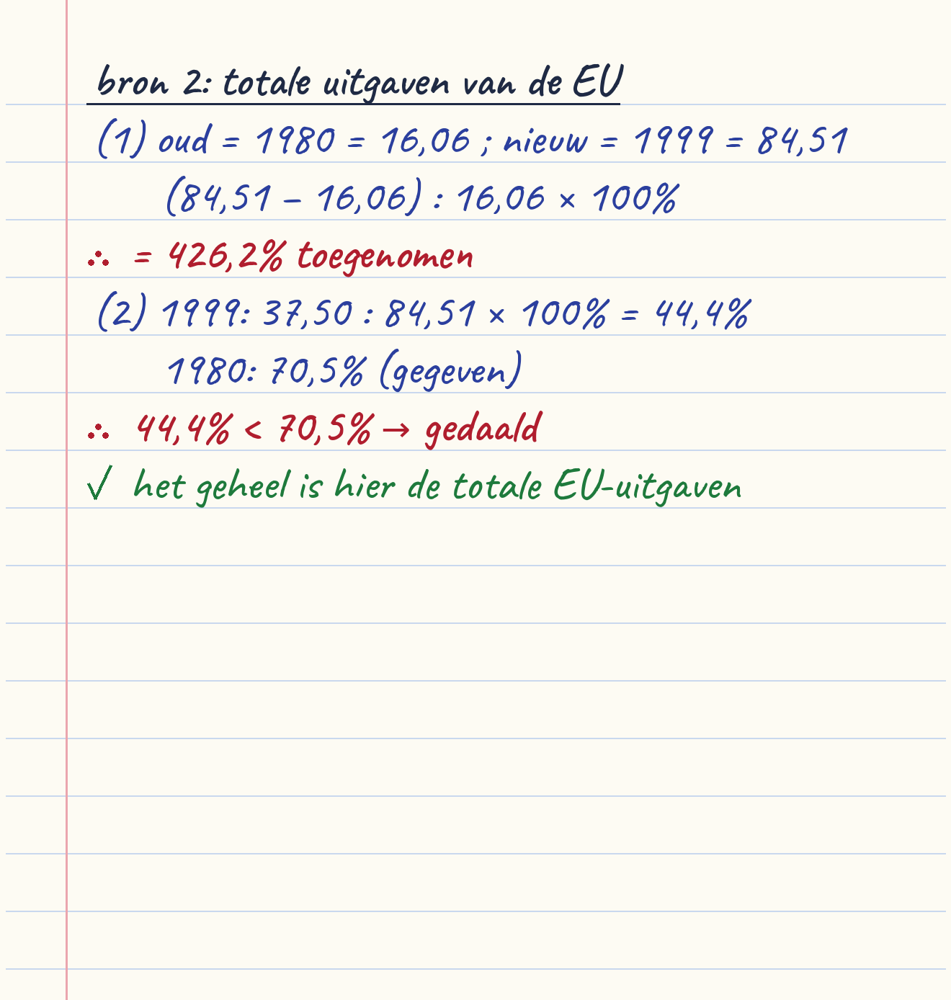 bron 2: totale uitgaven van de EU
(1) oud = 1980 = 16,06 ; nieuw = 1999 = 84,51
(84,51 – 16,06) : 16,06 × 100%
∴ = 426,2% toegenomen
(2) 1999: 37,50 : 84,51 × 100% = 44,4%
1980: 70,5% (gegeven)
∴ 44,4% < 70,5% → gedaald
√ het geheel is hier de totale EU-uitgaven